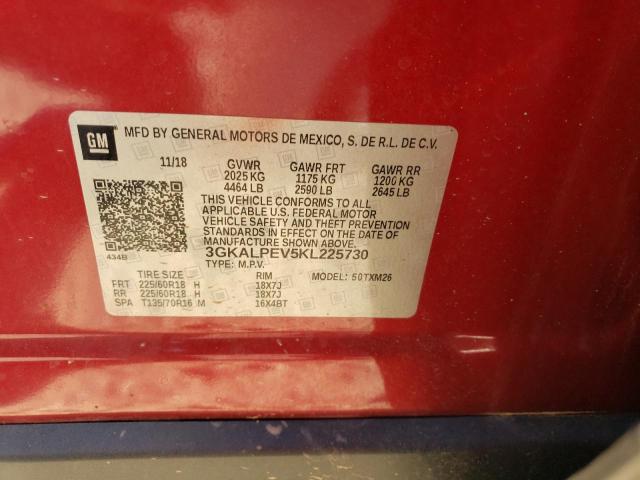 GM
MFD BY GENERAL MOTORS DE MEXICO, S. DE R.L. DE C.V.
11/18 GVWR GAWR FRT GAWR RR
2025 KG 1175 KG 1200 KG
4464 LB 2590 LB 2645 LB
THIS VEHICLE CONFORMS TO ALL
APPLICABLE U.S. FEDERAL MOTOR
VEHICLE SAFETY AND THEFT PREVENTION
STANDARDS IN EFFECT ON THE DATE OF
MANUFACTURE SHOWN ABOVE.
434B 3GKALPEV5KL225730
TYPE: M.P.V. MODEL: 50TXM26
TIRE SIZE RIM
FRT 225/60R18 H 18X7J
RR 225/60R18 H 18X7J
SPA T135/70R16 M 16X4BT